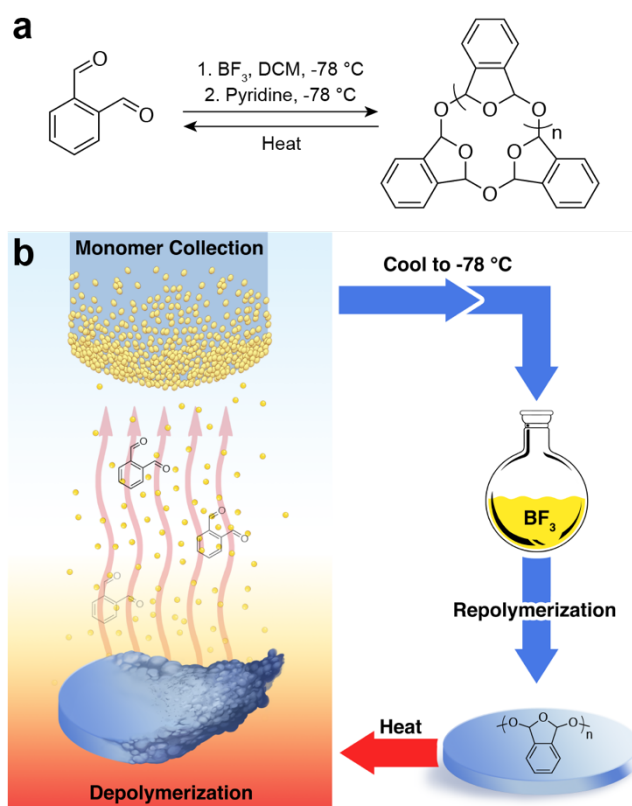 a
O
O
1. BF3, DCM, -78 °C
2. Pyridine, -78 °C
Heat
O
O
O
n
O
O
O
b
Monomer Collection
Cool to -78 °C
O
O
O
O
O
O
BF3
Repolymerization
Heat
O
O
O
n
Depolymerization